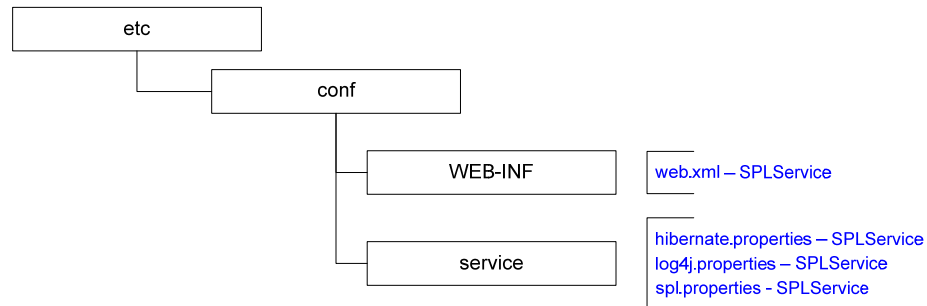 etc
conf
WEB-INF
web.xml – SPLService
service
hibernate.properties – SPLService
log4j.properties – SPLService
spl.properties - SPLService